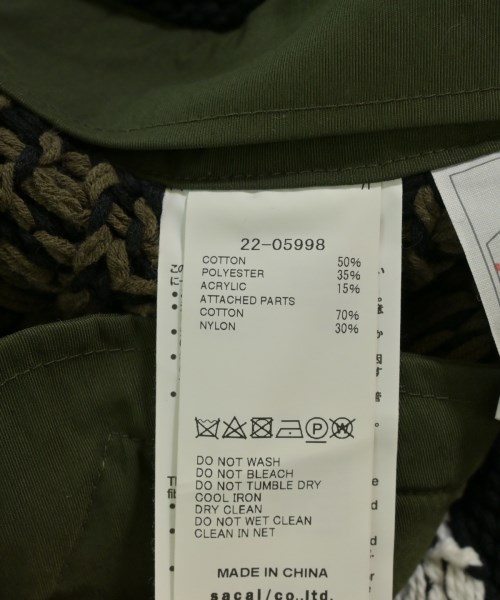 22-05998
COTTON 50%
POLYESTER 35%
ACRYLIC 15%
ATTACHED PARTS
COTTON 70%
NYLON 30%
DO NOT WASH
DO NOT BLEACH
DO NOT TUMBLE DRY
COOL IRON
DRY CLEAN
DO NOT WET CLEAN
CLEAN IN NET
MADE IN CHINA
sacai co.,ltd.